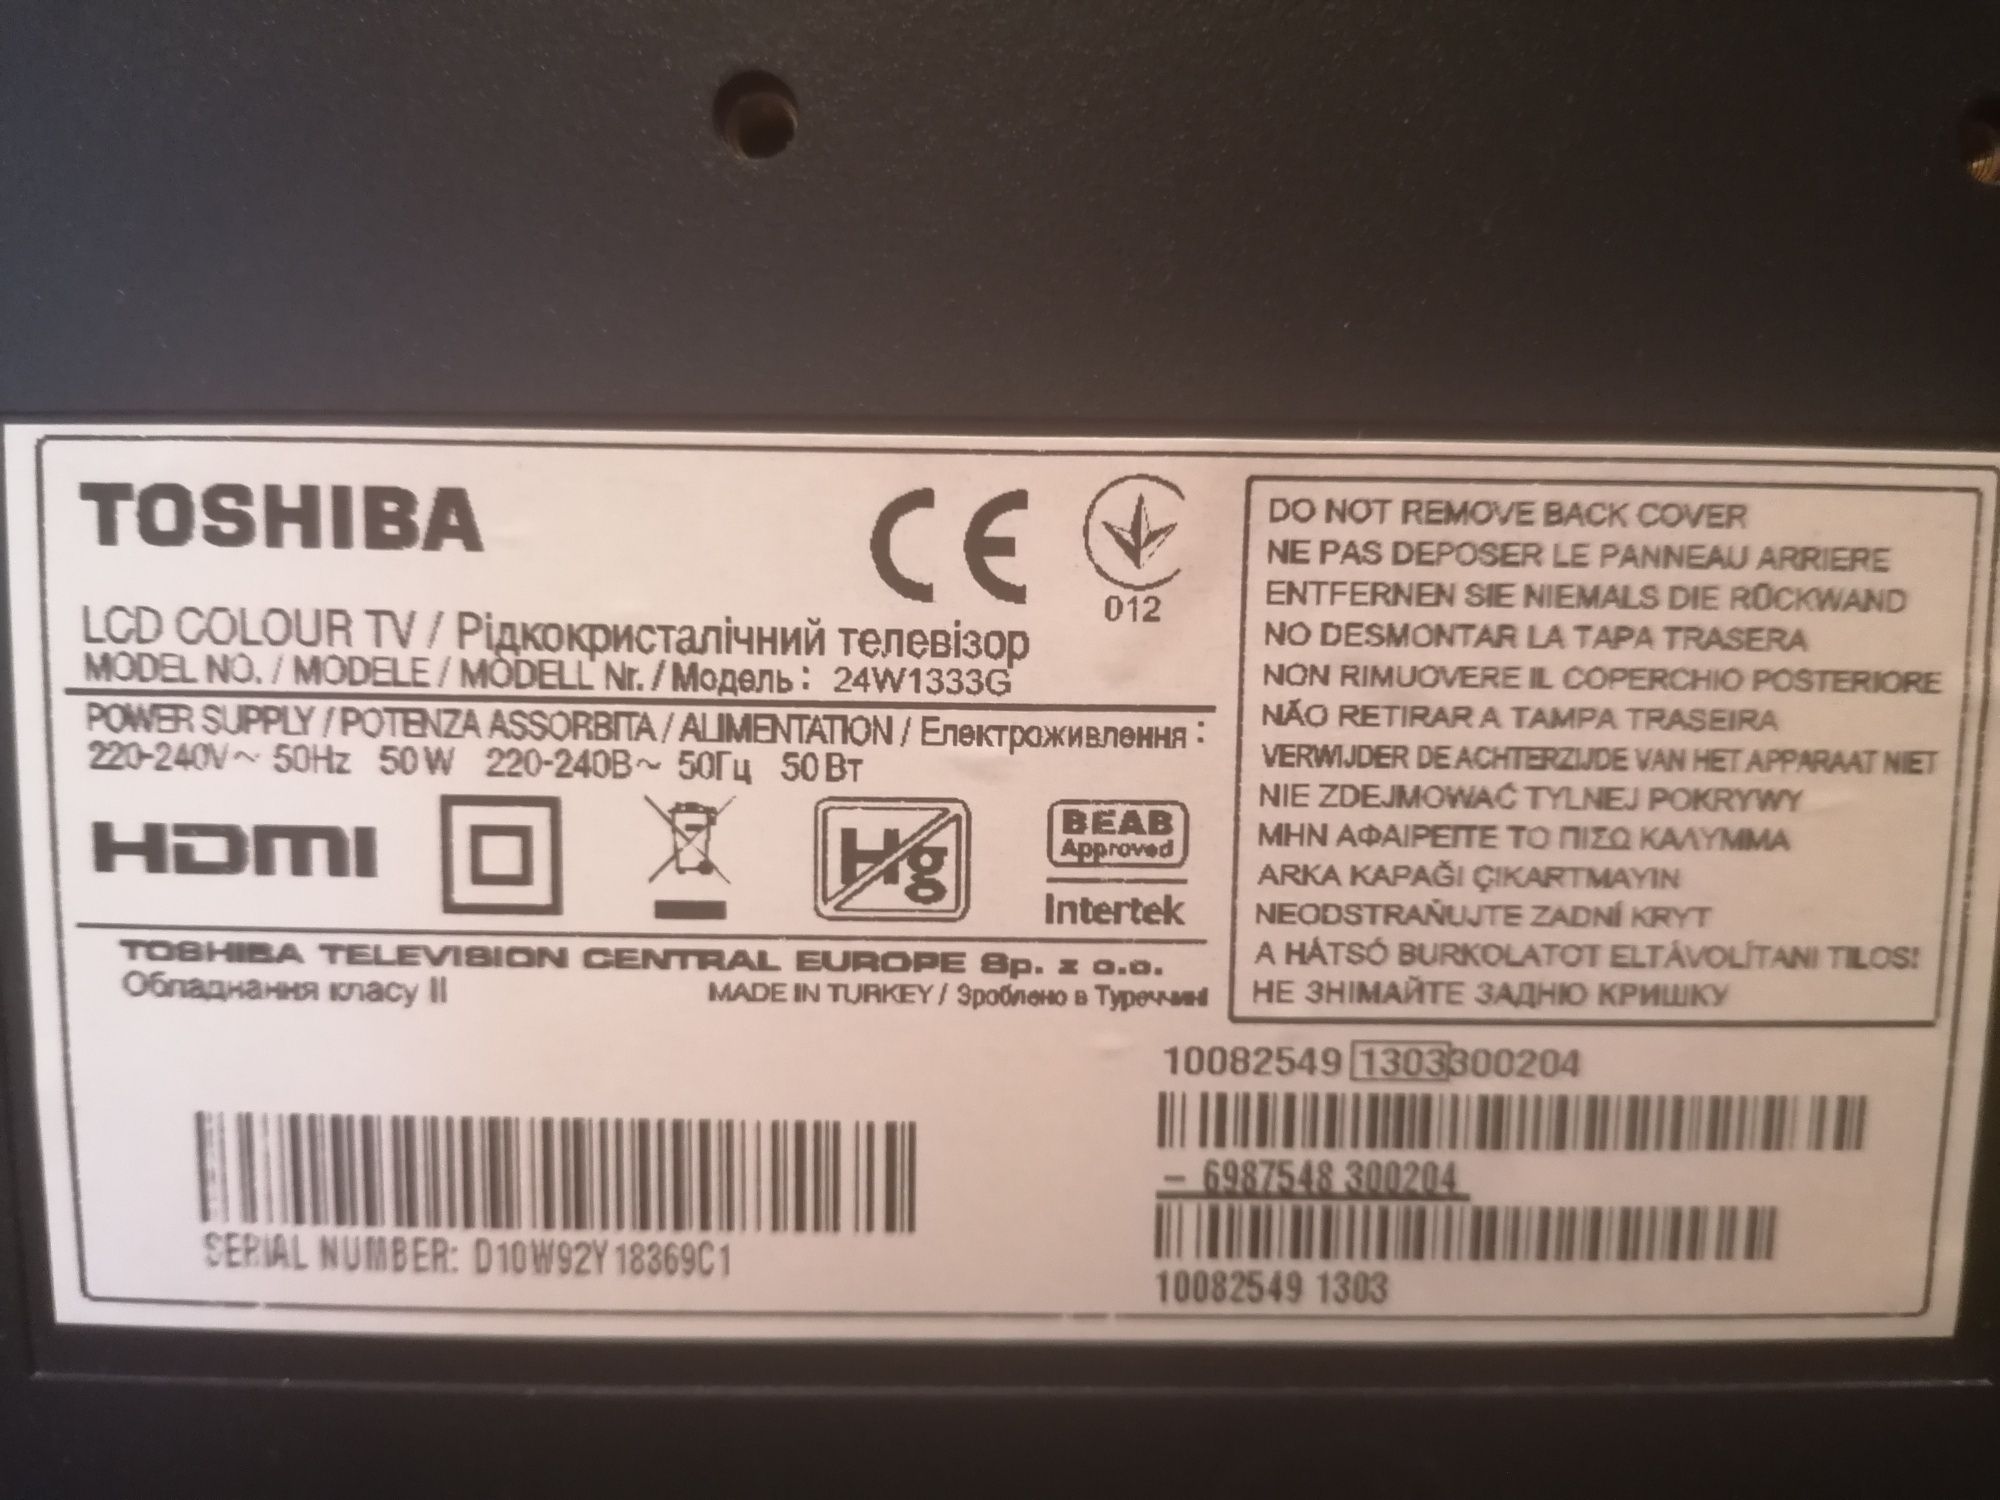 TOSHIBA
CE
012
LCD COLOUR TV / Рідкокристалічний телевізор
MODEL NO. / MODELE / MODELL Nr. / Модель : 24W1333G
POWER SUPPLY / POTENZA ASSORBITA / ALIMENTATION / Електроживлення :
220-240V~ 50Hz 50W 220-240В~ 50Гц 50Вт
HDMI
Hg
BEAB
Approved
Intertek
TOSHIBA TELEVISION CENTRAL EUROPE Sp. z o.o.
Обладнання класу II
MADE IN TURKEY / Зроблено в Туреччині
DO NOT REMOVE BACK COVER
NE PAS DEPOSER LE PANNEAU ARRIERE
ENTFERNEN SIE NIEMALS DIE RÜCKWAND
NO DESMONTAR LA TAPA TRASERA
NON RIMUOVERE IL COPERCHIO POSTERIORE
NÃO RETIRAR A TAMPA TRASEIRA
VERWIJDER DE ACHTERZIJDE VAN HET APPARAAT NIET
NIE ZDEJMOWAĆ TYLNEJ POKRYWY
ΜΗΝ ΑΦΑΙΡΕΙΤΕ ΤΟ ΠΙΣΩ ΚΑΛΥΜΜΑ
ARKA KAPAĞI ÇIKARTMAYIN
NEODSTRAŇUJTE ZADNÍ KRYT
A HÁTSÓ BURKOLATOT ELTÁVOLÍTANI TILOS!
НЕ ЗНІМАЙТЕ ЗАДНЮ КРИШКУ
10082549 1303300204
– 6987548 300204
10082549 1303
SERIAL NUMBER: D10W92Y18369C1